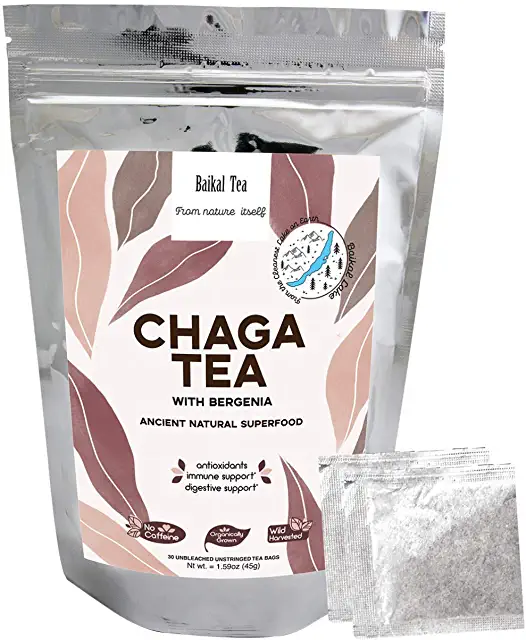 Baikal Tea
From nature itself
from the Cleanest Lake on Earth
Baikal Lake
CHAGA
TEA
WITH BERGENIA
ANCIENT NATURAL SUPERFOOD
antioxidants
immune support*
digestive support*
No
Caffeine
Organically
Grown
Wild
Harvested
30 UNBLEACHED UNSTRINGED TEA BAGS
Nt wt. = 1.59oz (45g)